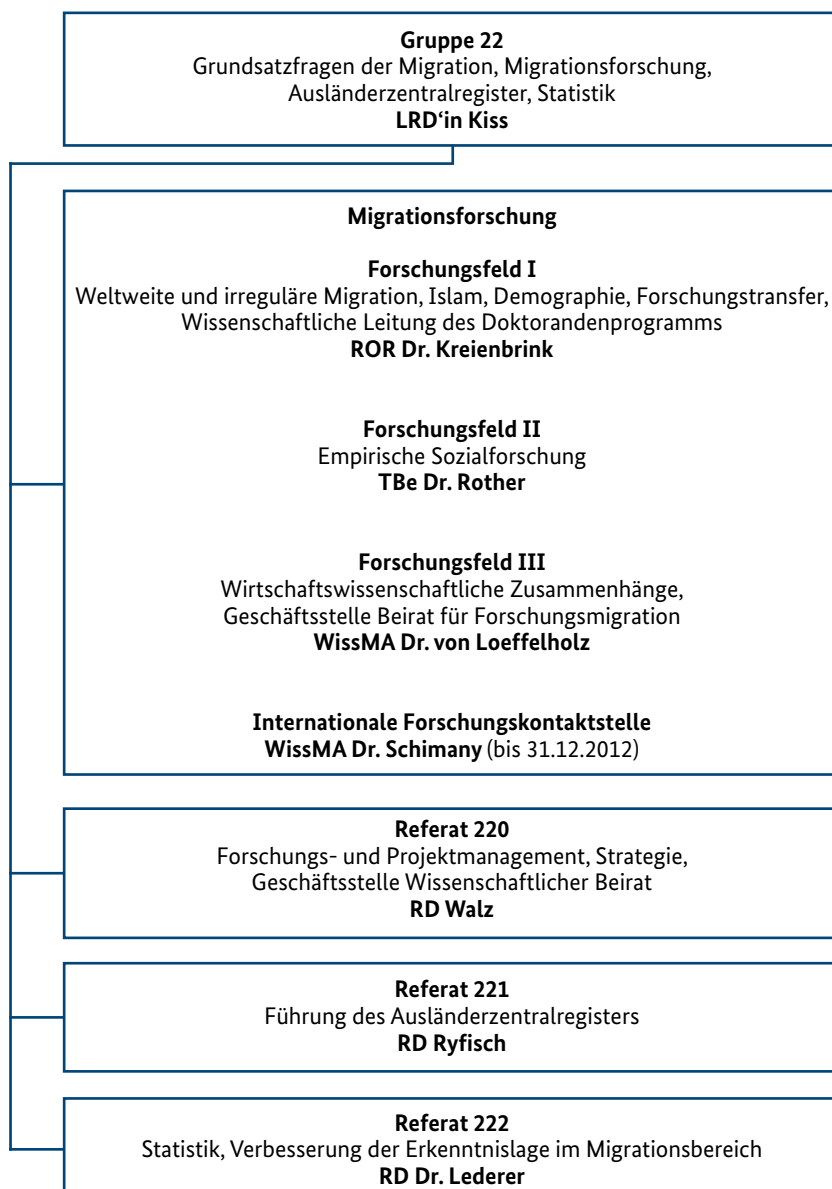 Gruppe 22
Grundsatzfragen der Migration, Migrationsforschung,
Ausländerzentralregister, Statistik
LRD‘in Kiss
Migrationsforschung
Forschungsfeld I
Weltweite und irreguläre Migration, Islam, Demographie, Forschungstransfer,
Wissenschaftliche Leitung des Doktorandenprogramms
ROR Dr. Kreienbrink
Forschungsfeld II
Empirische Sozialforschung
TBe Dr. Rother
Forschungsfeld III
Wirtschaftswissenschaftliche Zusammenhänge,
Geschäftsstelle Beirat für Forschungsmigration
WissMA Dr. von Loeffelholz
Internationale Forschungskontaktstelle
WissMA Dr. Schimany (bis 31.12.2012)
Referat 220
Forschungs- und Projektmanagement, Strategie,
Geschäftsstelle Wissenschaftlicher Beirat
RD Walz
Referat 221
Führung des Ausländerzentralregisters
RD Ryfisch
Referat 222
Statistik, Verbesserung der Erkenntnislage im Migrationsbereich
RD Dr. Lederer